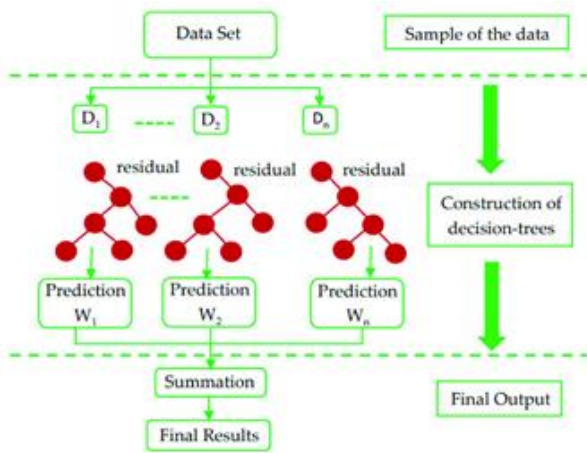 Data Set
Sample of the data
D1
D2
Dn
residual
residual
residual
Construction of
decision-trees
Prediction
W1
Prediction
W2
Prediction
Wn
Summation
Final Output
Final Results